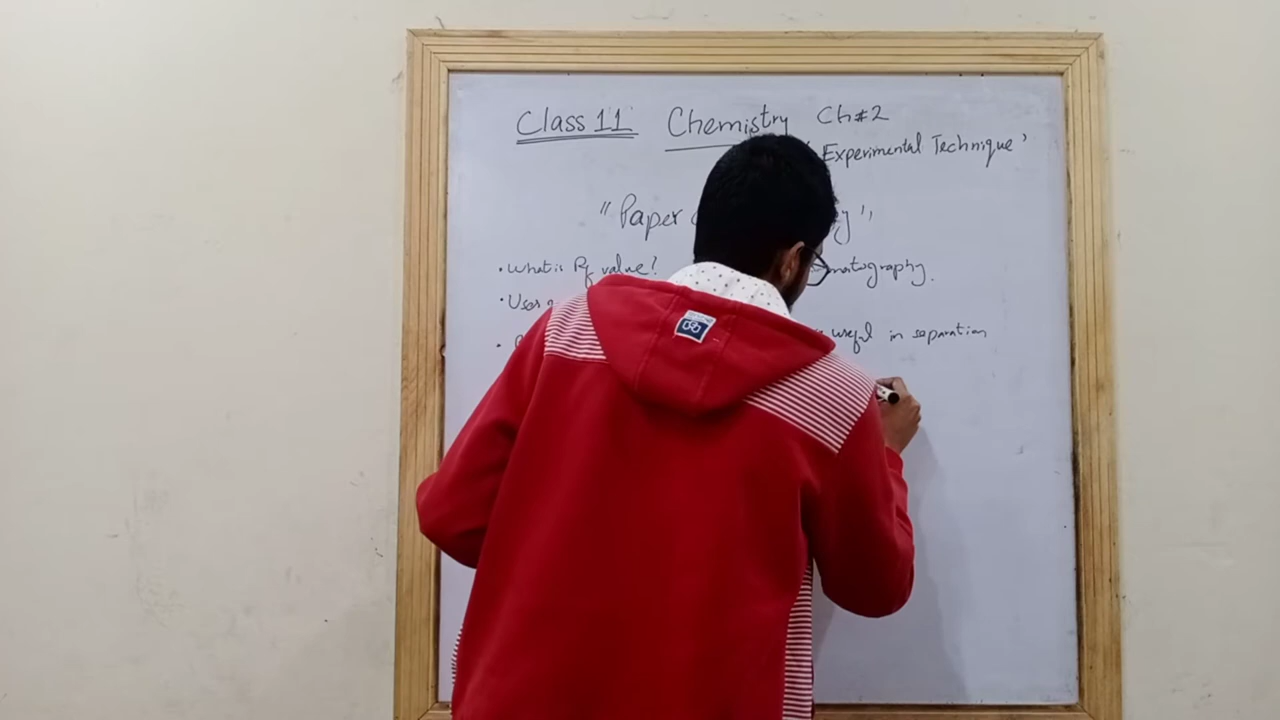 Class 11 Chemistry Ch#2
Experimental Technique'
"Paper
• What is Rf value? matography.
• Uses
• useful in separation